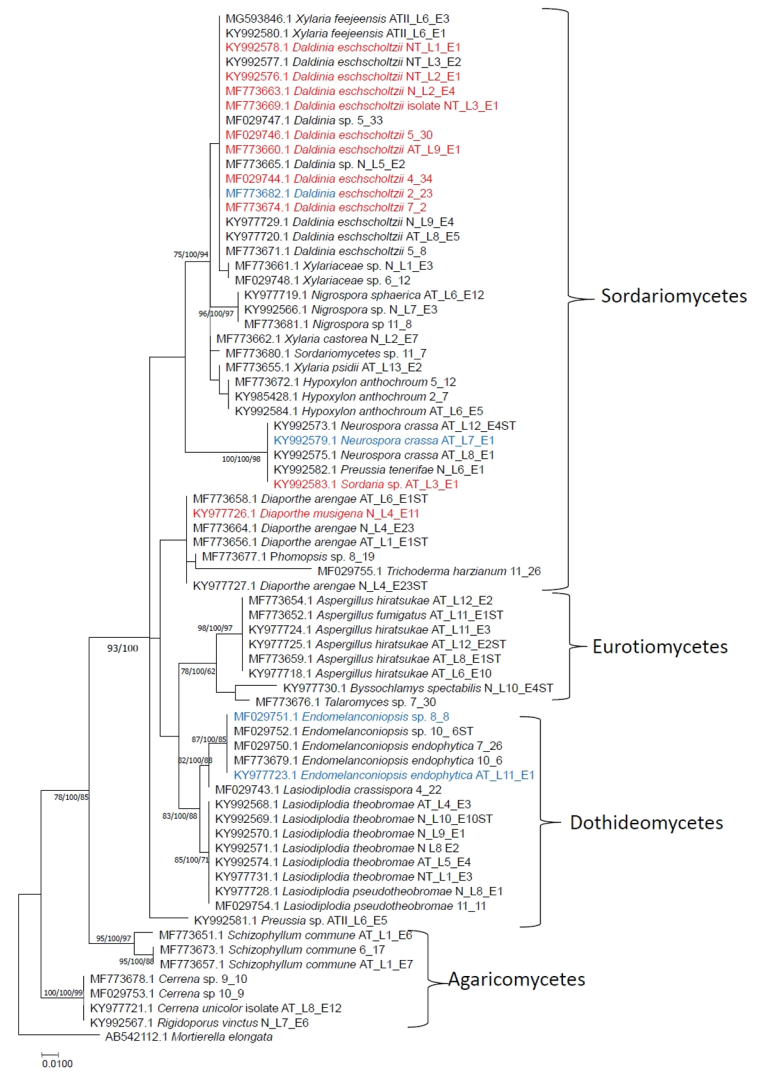 MG593846.1 Xylaria feejeensis ATII_L6_E3
KY992580.1 Xylaria feejeensis ATII_L6_E1
KY992578.1 Daldinia eschscholtzii NT_L1_E1
KY992577.1 Daldinia eschscholtzii NT_L3_E2
KY992576.1 Daldinia eschscholtzii NT_L2_E1
MF773663.1 Daldinia eschscholtzii N_L2_E4
MF773669.1 Daldinia eschscholtzii isolate NT_L3_E1
MF029747.1 Daldinia sp. 5_33
MF029746.1 Daldinia eschscholtzii 5_30
MF773660.1 Daldinia eschscholtzii AT_L9_E1
MF773665.1 Daldinia sp. N_L5_E2
MF029744.1 Daldinia eschscholtzii 4_34
MF773682.1 Daldinia eschscholtzii 2_23
MF773674.1 Daldinia eschscholtzii 7_2
KY977729.1 Daldinia eschscholtzii N_L9_E4
KY977720.1 Daldinia eschscholtzii AT_L8_E5
MF773671.1 Daldinia eschscholtzii 5_8
75/100/94
MF773661.1 Xylariaceae sp. N_L1_E3
MF029748.1 Xylariaceae sp. 6_12
KY977719.1 Nigrospora sphaerica AT_L6_E12
Sordariomycetes
KY992566.1 Nigrospora sp. N_L7_E3
96/100/97
MF773681.1 Nigrospora sp 11_8
MF773662.1 Xylaria castorea N_L2_E7
MF773680.1 Sordariomycetes sp. 11_7
MF773655.1 Xylaria psidii AT_L13_E2
MF773672.1 Hypoxylon anthochroum 5_12
KY985428.1 Hypoxylon anthochroum 2_7
KY992584.1 Hypoxylon anthochroum AT_L6_E5
KY992573.1 Neurospora crassa AT_L12_E4ST
KY992579.1 Neurospora crassa AT_L7_E1
KY992575.1 Neurospora crassa AT_L8_E1
100/100/98
KY992582.1 Preussia tenerifae N_L6_E1
KY992583.1 Sordaria sp. AT_L3_E1
MF773658.1 Diaporthe arengae AT_L6_E1ST
KY977726.1 Diaporthe musigena N_L4_E11
MF773664.1 Diaporthe arengae N_L4_E23
MF773656.1 Diaporthe arengae AT_L1_E1ST
MF773677.1 Phomopsis sp. 8_19
MF029755.1 Trichoderma harzianum 11_26
KY977727.1 Diaporthe arengae N_L4_E23ST
MF773654.1 Aspergillus hiratsukae AT_L12_E2
MF773652.1 Aspergillus fumigatus AT_L11_E1ST
98/100/97
KY977724.1 Aspergillus hiratsukae AT_L11_E3
93/100
KY977725.1 Aspergillus hiratsukae AT_L12_E2ST
Eurotiomycetes
MF773659.1 Aspergillus hiratsukae AT_L8_E1ST
78/100/62
KY977718.1 Aspergillus hiratsukae AT_L6_E10
KY977730.1 Byssochlamys spectabilis N_L10_E4ST
MF773676.1 Talaromyces sp. 7_30
MF029751.1 Endomelanconiopsis sp. 8_8
MF029752.1 Endomelanconiopsis sp. 10_ 6ST
87/100/85
MF029750.1 Endomelanconiopsis endophytica 7_26
82/100/88
MF773679.1 Endomelanconiopsis endophytica 10_6
KY977723.1 Endomelanconiopsis endophytica AT_L11_E1
78/100/85
MF029743.1 Lasiodiplodia crassispora 4_22
KY992568.1 Lasiodiplodia theobromae AT_L4_E3
83/100/88
KY992569.1 Lasiodiplodia theobromae N_L10_E10ST
Dothideomycetes
KY992570.1 Lasiodiplodia theobromae N_L9_E1
KY992571.1 Lasiodiplodia theobromae N L8 E2
85/100/71
KY992574.1 Lasiodiplodia theobromae AT_L5_E4
KY977731.1 Lasiodiplodia theobromae NT_L1_E3
KY977728.1 Lasiodiplodia pseudotheobromae N_L8_E1
MF029754.1 Lasiodiplodia pseudotheobromae 11_11
KY992581.1 Preussia sp. ATII_L6_E5
MF773651.1 Schizophyllum commune AT_L1_E6
95/100/97
MF773673.1 Schizophyllum commune 6_17
95/100/88
MF773657.1 Schizophyllum commune AT_L1_E7
MF773678.1 Cerrena sp. 9_10
Agaricomycetes
100/100/99
MF029753.1 Cerrena sp 10_9
KY977721.1 Cerrena unicolor isolate AT_L8_E12
KY992567.1 Rigidoporus vinctus N_L7_E6
AB542112.1 Mortierella elongata
0.0100